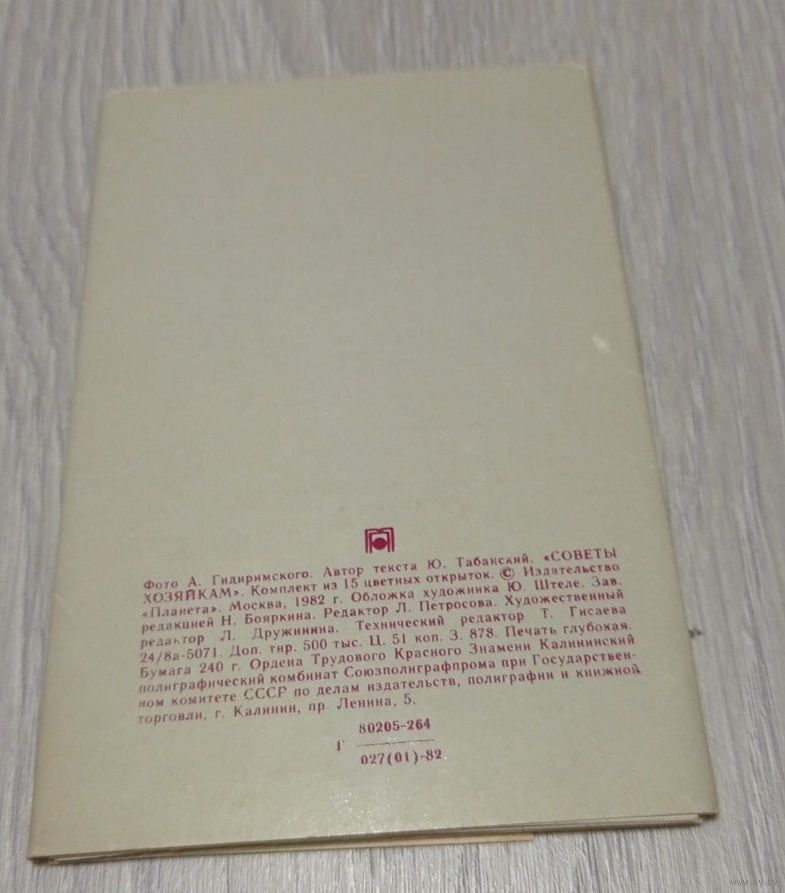 Фото А. Гидиримского. Автор текста Ю. Табанский. «СОВЕТЫ
ХОЗЯЙКАМ». Комплект из 15 цветных открыток. © Издательство
«Планета». Москва, 1982 г. Обложка художника Ю. Штеле. Зав.
редакцией Н. Бояркина. Редактор Л. Петросова. Художественный
редактор Л. Дружинина. Технический редактор Т. Гисаева
24/8а-5071. Доп. тир. 500 тыс. Ц. 51 коп. З. 878. Печать глубокая.
Бумага 240 г. Ордена Трудового Красного Знамени Калининский
полиграфический комбинат Союзполиграфпрома при Государствен-
ном комитете СССР по делам издательств, полиграфии и книжной
торговли, г. Калинин, пр. Ленина, 5.
80205-264
Г
027(01)-82